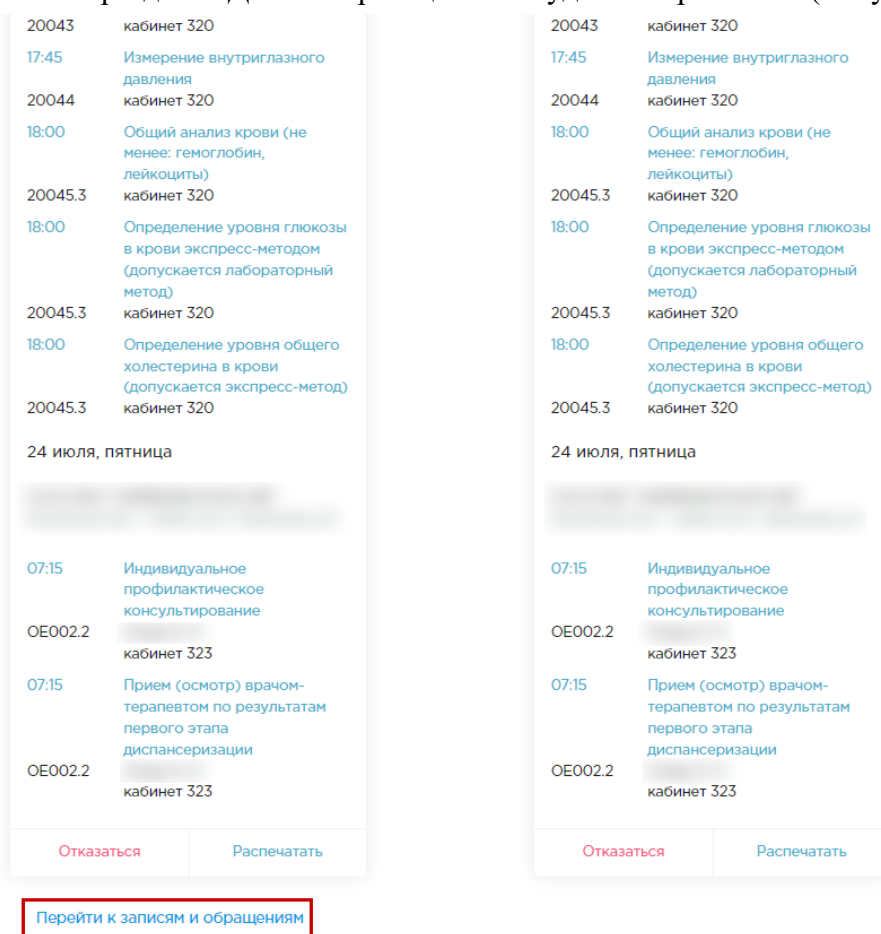 20043 кабинет 320
17:45 Измерение внутриглазного
давления
20044 кабинет 320
18:00 Общий анализ крови (не
менее: гемоглобин,
лейкоциты)
20045.3 кабинет 320
18:00 Определение уровня глюкозы
в крови экспресс-методом
(допускается лабораторный
метод)
20045.3 кабинет 320
18:00 Определение уровня общего
холестерина в крови
(допускается экспресс-метод)
20045.3 кабинет 320
24 июля, пятница
07:15 Индивидуальное
профилактическое
консультирование
OE002.2
кабинет 323
07:15 Прием (осмотр) врачом-
терапевтом по результатам
первого этапа
диспансеризации
OE002.2
кабинет 323
Отказаться Распечатать
Перейти к записям и обращениям
20043 кабинет 320
17:45 Измерение внутриглазного
давления
20044 кабинет 320
18:00 Общий анализ крови (не
менее: гемоглобин,
лейкоциты)
20045.3 кабинет 320
18:00 Определение уровня глюкозы
в крови экспресс-методом
(допускается лабораторный
метод)
20045.3 кабинет 320
18:00 Определение уровня общего
холестерина в крови
(допускается экспресс-метод)
20045.3 кабинет 320
24 июля, пятница
07:15 Индивидуальное
профилактическое
консультирование
OE002.2
кабинет 323
07:15 Прием (осмотр) врачом-
терапевтом по результатам
первого этапа
диспансеризации
OE002.2
кабинет 323
Отказаться Распечатать